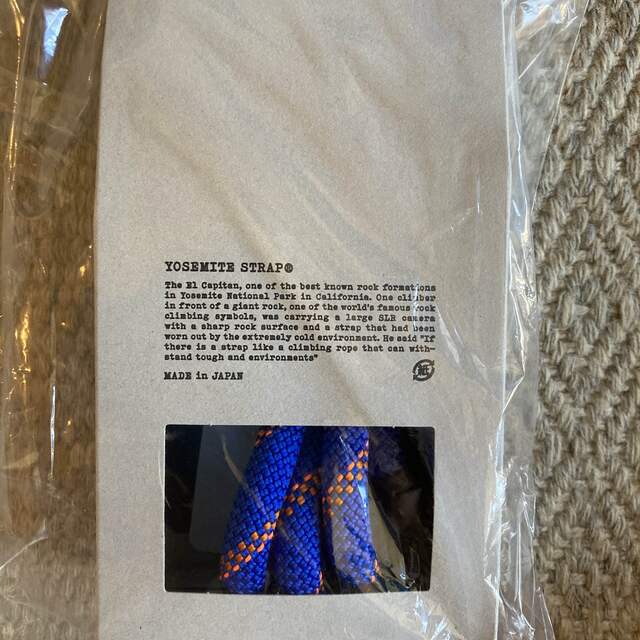 YOSEMITE STRAP®
The El Capitan, one of the best known rock formations
in Yosemite National Park in California. One climber
in front of a giant rock, one of the world's famous rock
climbing symbols, was carrying a large SLR camera
with a sharp rock surface and a strap that had been
worn out by the extremely cold environment. He said "If
there is a strap like a climbing rope that can with-
stand tough and environments"
MADE in JAPAN